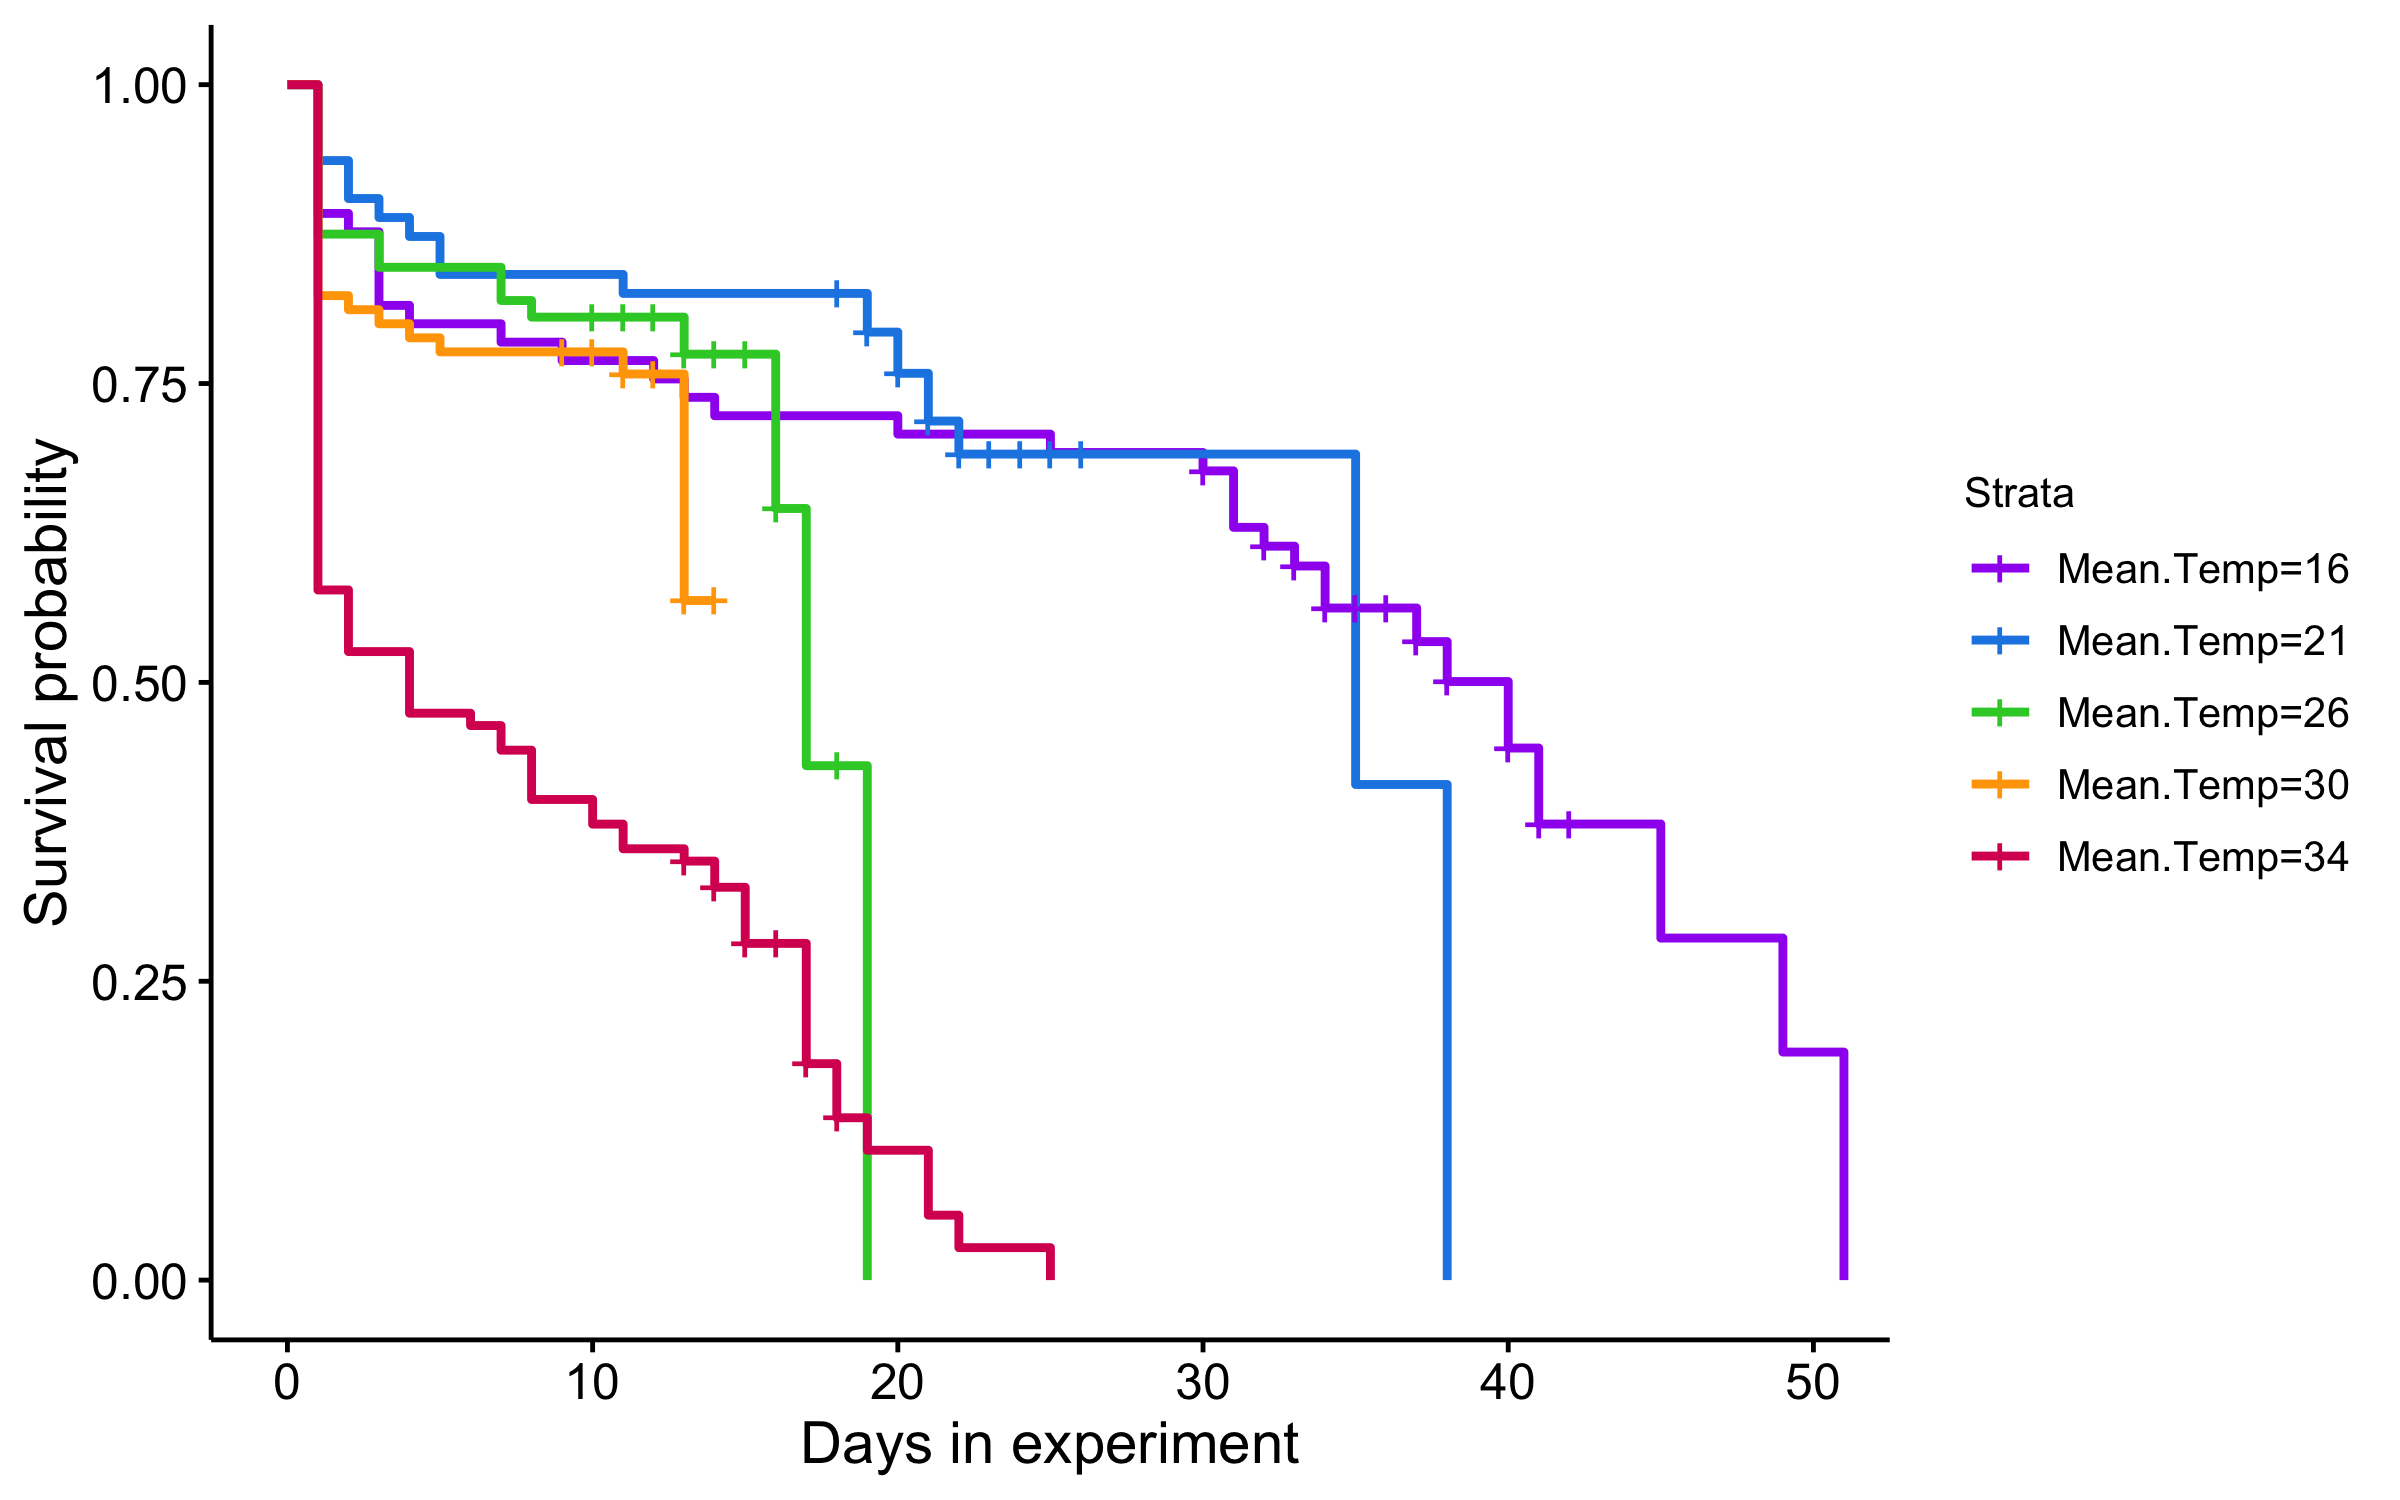 Survival probability
1.00
0.75
0.50
0.25
0.00
0 10 20 30 40 50
Days in experiment
Strata
Mean.Temp=16
Mean.Temp=21
Mean.Temp=26
Mean.Temp=30
Mean.Temp=34